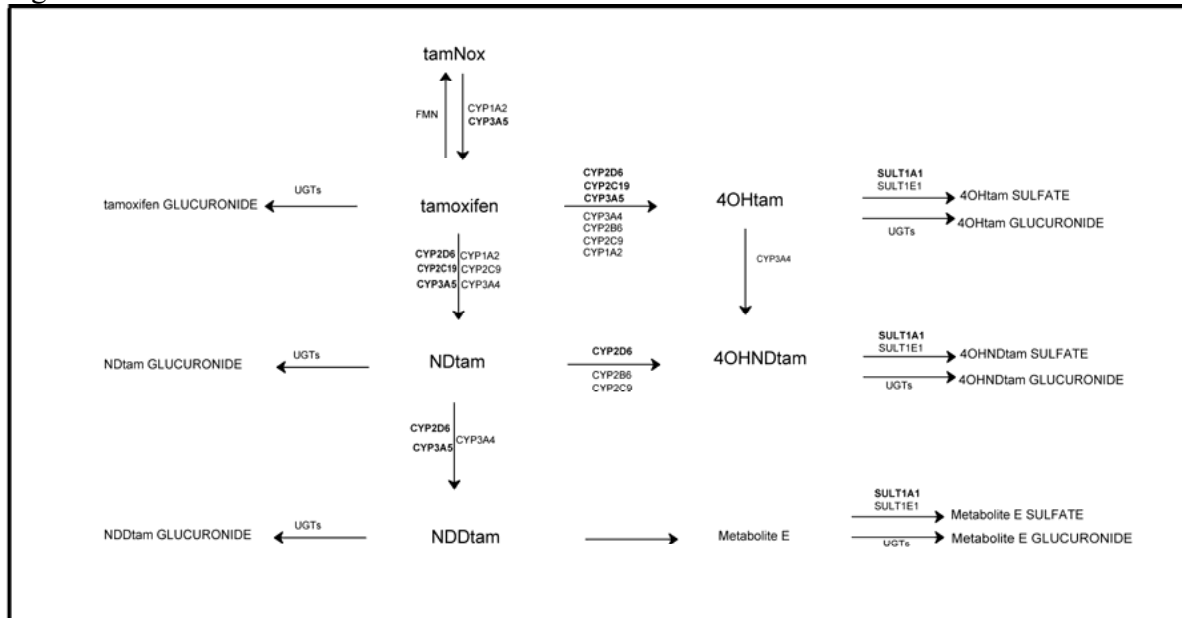 tamNox
FMN
CYP1A2
CYP3A5
tamoxifen GLUCURONIDE
UGTs
tamoxifen
CYP2D6
CYP2C19
CYP3A5
CYP3A4
CYP2B6
CYP2C9
CYP1A2
4OHtam
SULT1A1
SULT1E1
UGTs
4OHtam SULFATE
4OHtam GLUCURONIDE
CYP2D6 CYP1A2
CYP2C19 CYP2C9
CYP3A5 CYP3A4
CYP3A4
NDtam GLUCURONIDE
UGTs
NDtam
CYP2D6
CYP2B6
CYP2C9
4OHNDtam
SULT1A1
SULT1E1
UGTs
4OHNDtam SULFATE
4OHNDtam GLUCURONIDE
CYP2D6
CYP3A5
CYP3A4
NDDtam GLUCURONIDE
UGTs
NDDtam
Metabolite E
SULT1A1
SULT1E1
UGTs
Metabolite E SULFATE
Metabolite E GLUCURONIDE